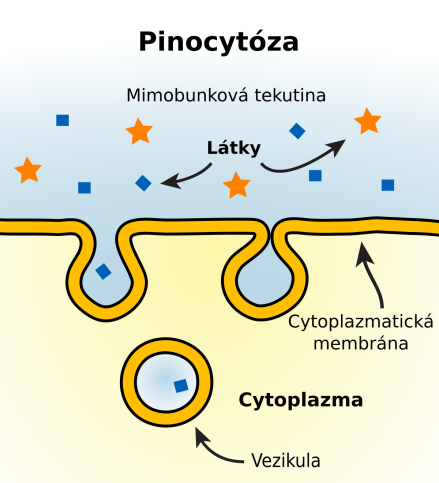 Pinocytóza
Mimobunková tekutina
Látky
Cytoplazmatická
membrána
Cytoplazma
Vezikula